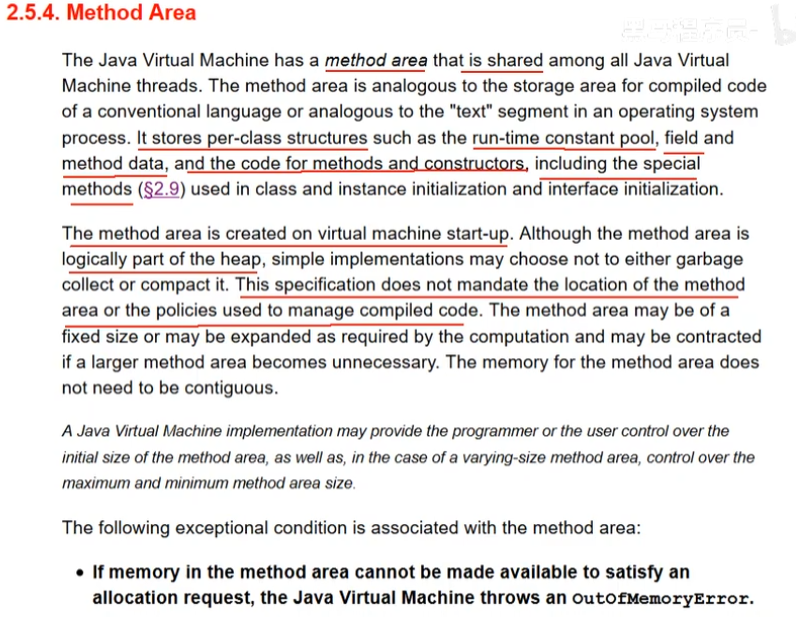 2.5.4. Method Area
The Java Virtual Machine has a method area that is shared among all Java Virtual
Machine threads. The method area is analogous to the storage area for compiled code
of a conventional language or analogous to the "text" segment in an operating system
process. It stores per-class structures such as the run-time constant pool, field and
method data, and the code for methods and constructors, including the special
methods (§2.9) used in class and instance initialization and interface initialization.
The method area is created on virtual machine start-up. Although the method area is
logically part of the heap, simple implementations may choose not to either garbage
collect or compact it. This specification does not mandate the location of the method
area or the policies used to manage compiled code. The method area may be of a
fixed size or may be expanded as required by the computation and may be contracted
if a larger method area becomes unnecessary. The memory for the method area does
not need to be contiguous.
A Java Virtual Machine implementation may provide the programmer or the user control over the
initial size of the method area, as well as, in the case of a varying-size method area, control over the
maximum and minimum method area size.
The following exceptional condition is associated with the method area:
• If memory in the method area cannot be made available to satisfy an
allocation request, the Java Virtual Machine throws an OutOfMemoryError.